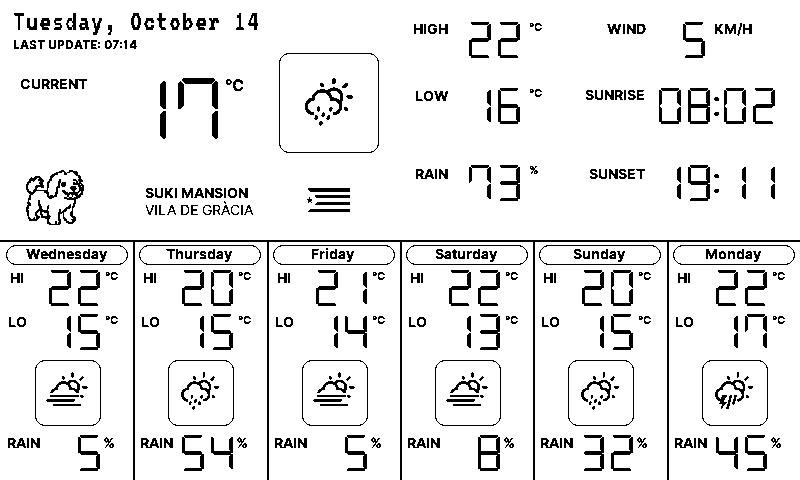 Tuesday, October 14
LAST UPDATE: 07:14
CURRENT 17 °C
SUKI MANSION
VILA DE GRÀCIA
HIGH 22 °C
LOW 16 °C
RAIN 73 %
WIND 5 KM/H
SUNRISE 08:02
SUNSET 19:11
Wednesday
HI 22 °C
LO 15 °C
RAIN 5 %
Thursday
HI 20 °C
LO 15 °C
RAIN 54 %
Friday
HI 21 °C
LO 14 °C
RAIN 5 %
Saturday
HI 22 °C
LO 13 °C
RAIN 8 %
Sunday
HI 20 °C
LO 15 °C
RAIN 32 %
Monday
HI 22 °C
LO 17 °C
RAIN 45 %